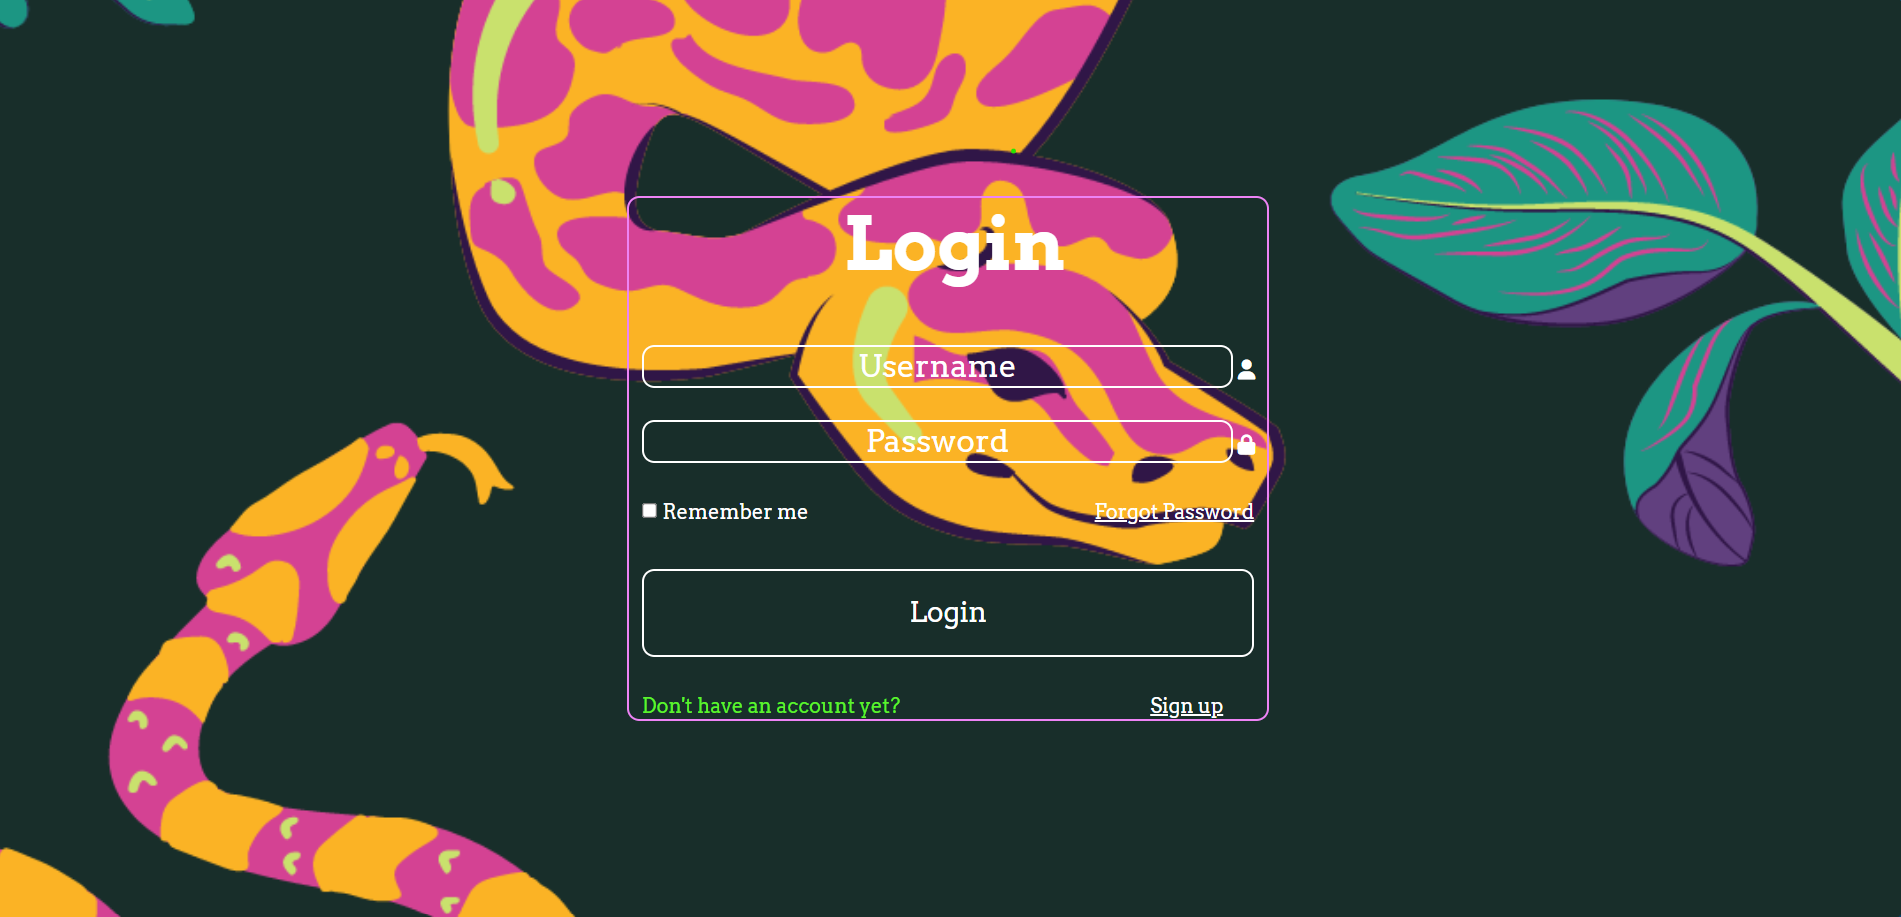 Login
Username
Password
Remember me Forgot Password
Login
Don't have an account yet? Sign up